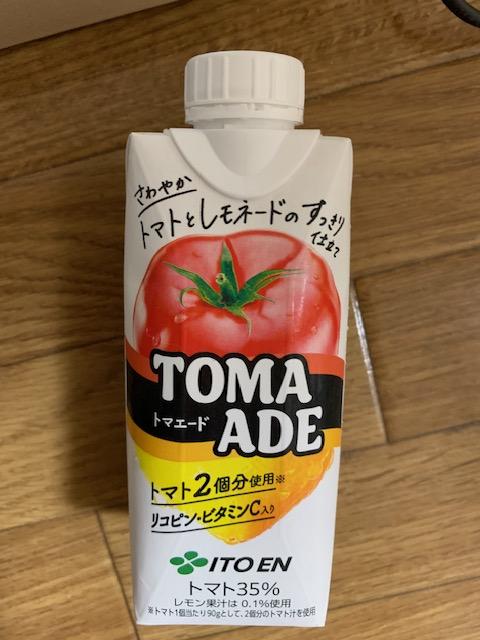 さわやか
トマトとレモネードのすっきり
仕立て
TOMA
トマエード
ADE
トマト2個分使用※
リコピン・ビタミンC入り
ITO EN
トマト35%
レモン果汁は 0.1%使用
※トマト1個当たり90gとして、2個分のトマト汁を使用